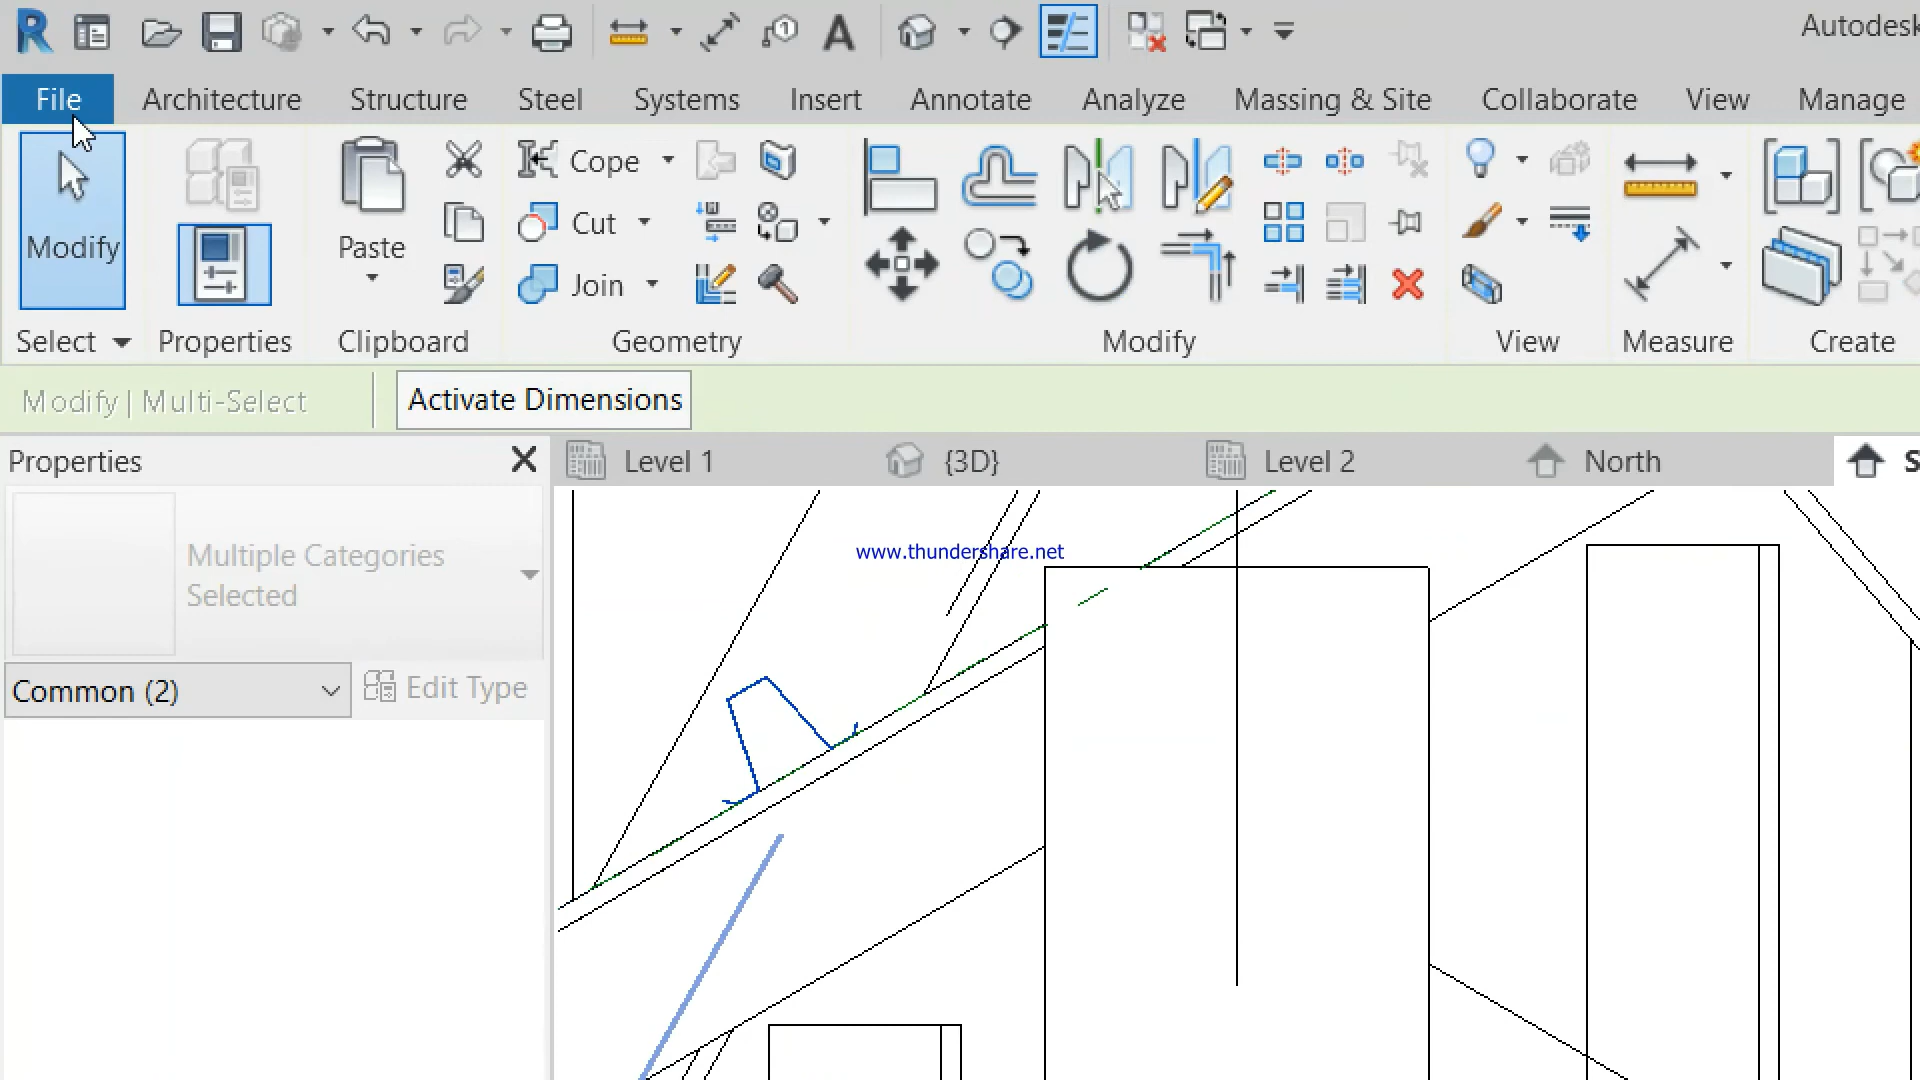 Autodesk
File Architecture Structure Steel Systems Insert Annotate Analyze Massing & Site Collaborate View Manage
Modify
Paste
Cope
Cut
Join
Select Properties Clipboard Geometry Modify View Measure Create
Modify | Multi-Select Activate Dimensions
Properties
Level 1 {3D} Level 2 North S
Multiple Categories
Selected
Common (2) Edit Type
www.thundershare.net